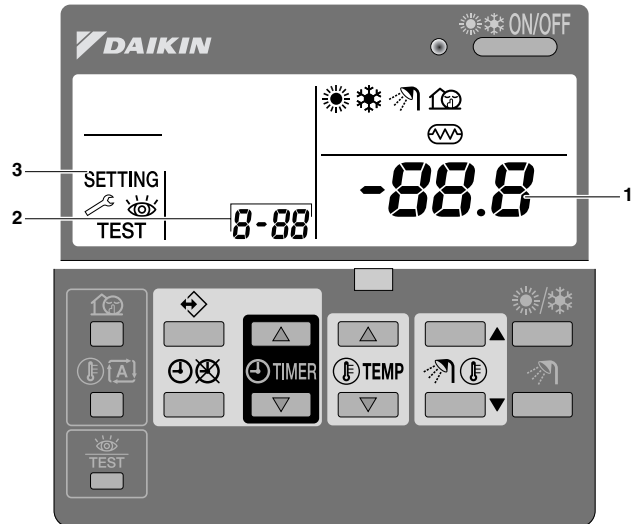 DAIKIN
ON/OFF
3
SETTING
TEST
2
8-88
-88.8
1
TIMER
TEMP
A
TEST